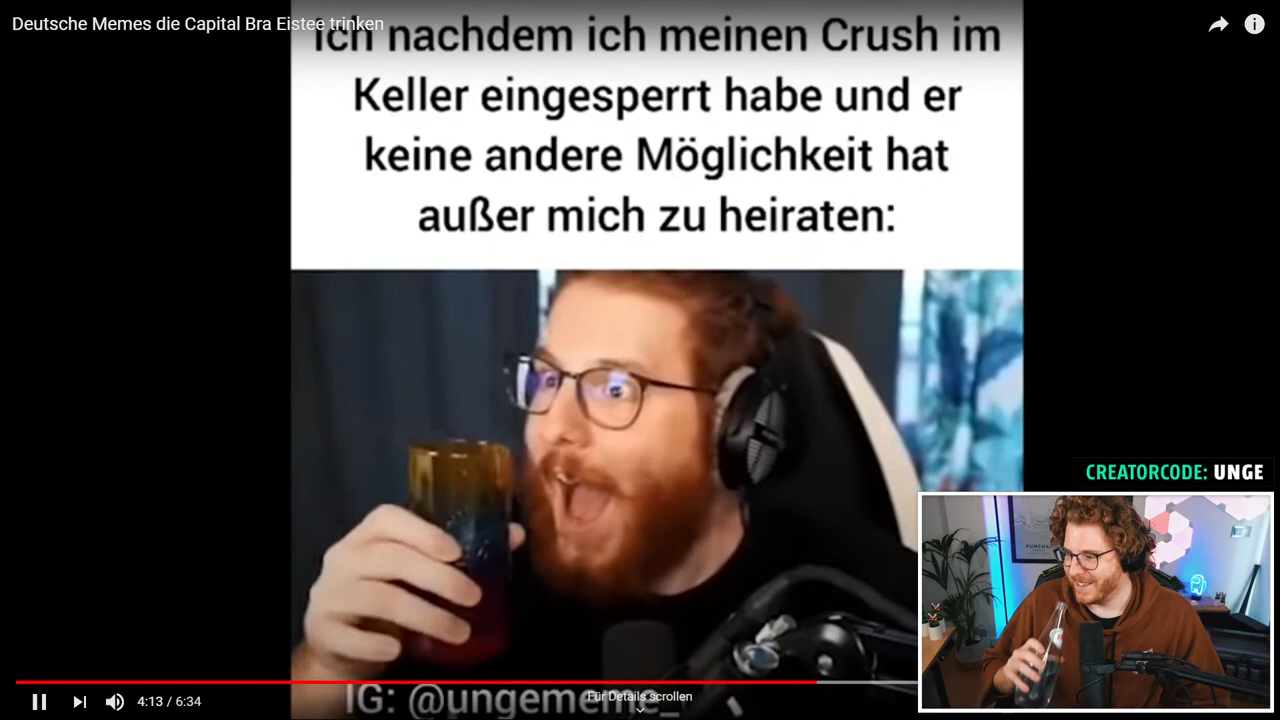 Deutsche Memes die Capital Bra Eistee trinken
Ich nachdem ich meinen Crush im
Keller eingesperrt habe und er
keine andere Möglichkeit hat
außer mich zu heiraten:
CREATORCODE: UNGE
IG: @ungememe_
Für Details scrollen
4:13 / 6:34